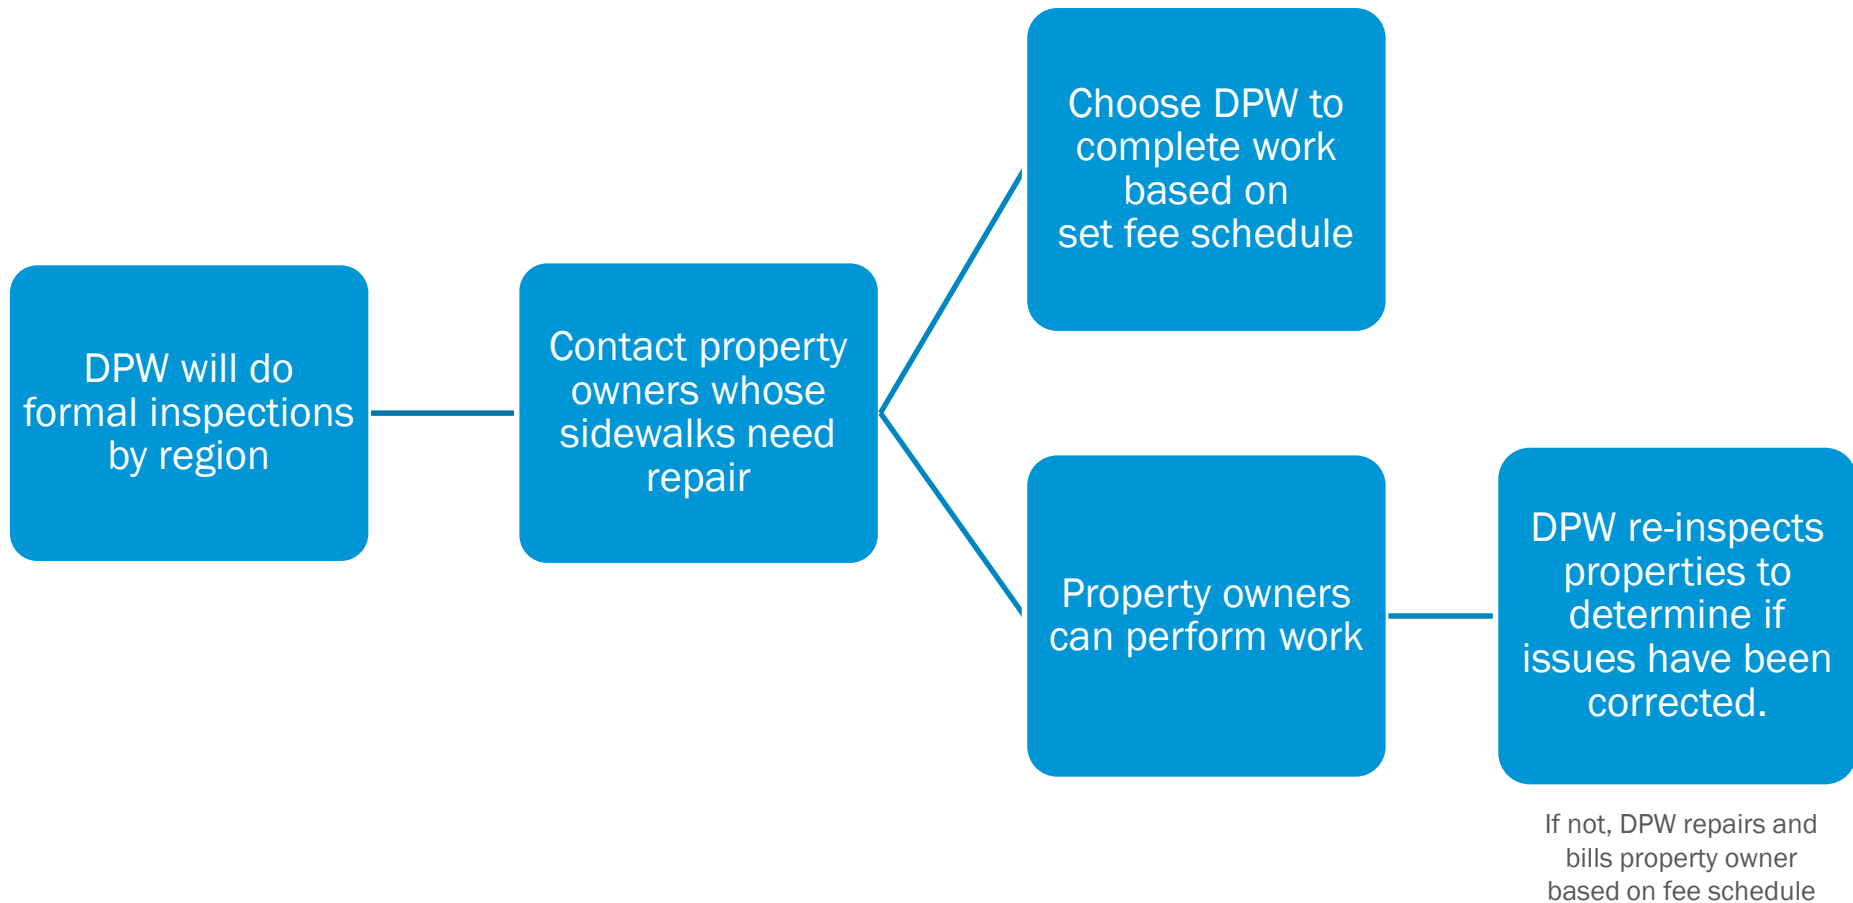 DPW will do
formal inspections
by region
Contact property
owners whose
sidewalks need
repair
Choose DPW to
complete work
based on
set fee schedule
Property owners
can perform work
DPW re-inspects
properties to
determine if
issues have been
corrected.
If not, DPW repairs and
bills property owner
based on fee schedule